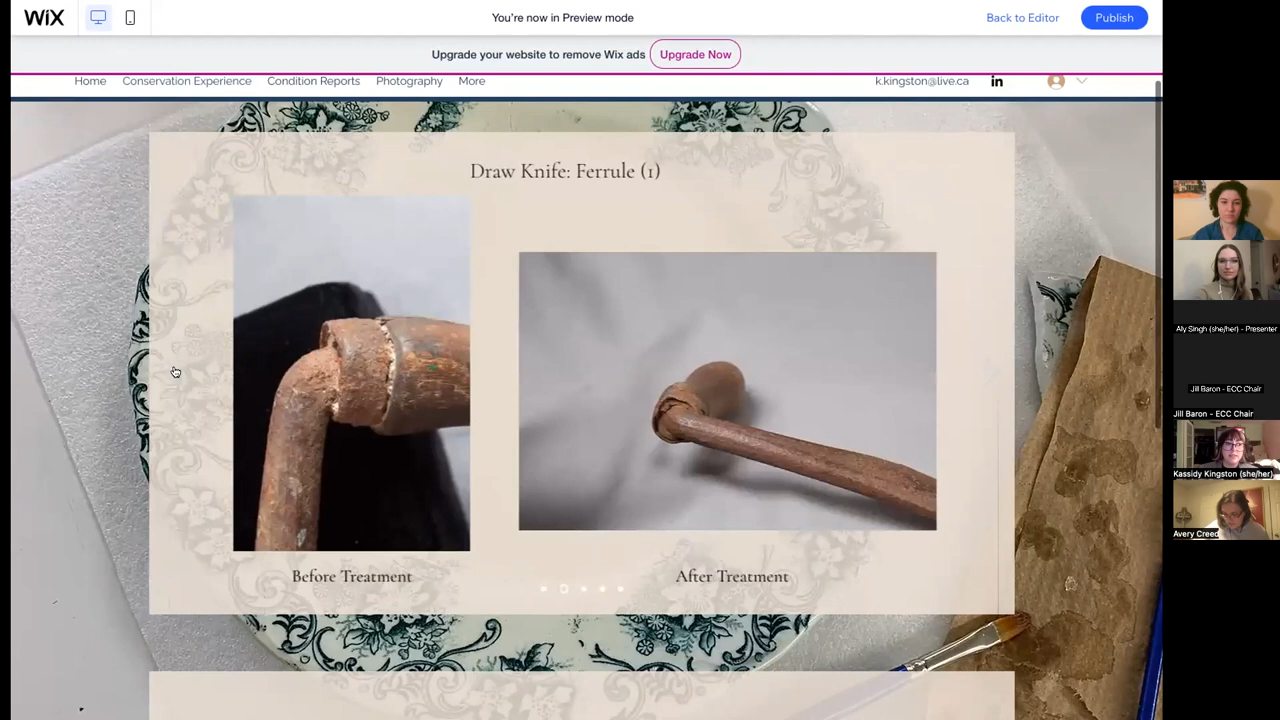 WiX
You're now in Preview mode
Back to Editor
Publish
Upgrade your website to remove Wix ads
Upgrade Now
Home
Conservation Experience
Condition Reports
Photography
More
k.kingston@live.ca
in
Draw Knife: Ferrule (1)
Before Treatment
After Treatment
Aly Singh (she/her) - Presenter
Jill Baron - ECC Chair
Jill Baron - ECC Chair
Kassidy Kingston (she/her)
Avery Creed